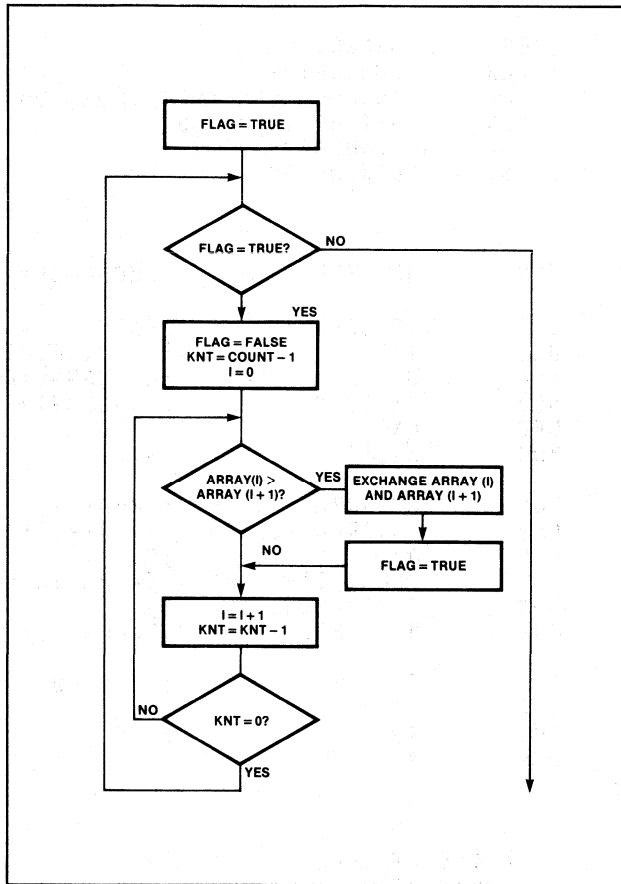 FLAG = TRUE
FLAG = TRUE?
NO
YES
FLAG = FALSE
KNT = COUNT – 1
I = 0
ARRAY(I) >
ARRAY (I + 1)?
YES
EXCHANGE ARRAY (I)
AND ARRAY (I + 1)
NO
FLAG = TRUE
I = I + 1
KNT = KNT – 1
NO
KNT = 0?
YES